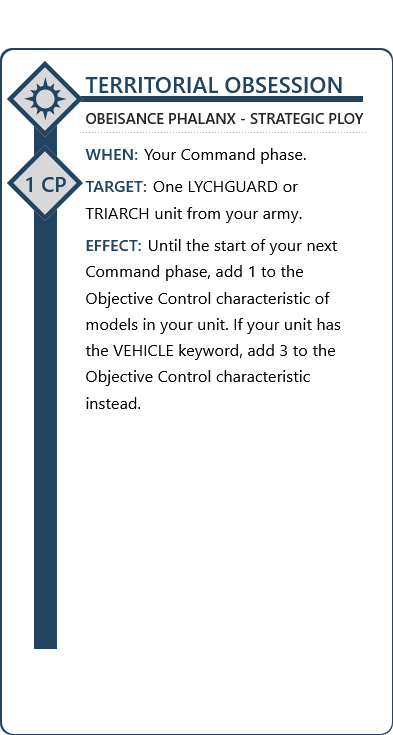 TERRITORIAL OBSESSION
OBEISANCE PHALANX - STRATEGIC PLOY
1 CP
WHEN: Your Command phase.
TARGET: One LYCHGUARD or
TRIARCH unit from your army.
EFFECT: Until the start of your next
Command phase, add 1 to the
Objective Control characteristic of
models in your unit. If your unit has
the VEHICLE keyword, add 3 to the
Objective Control characteristic
instead.